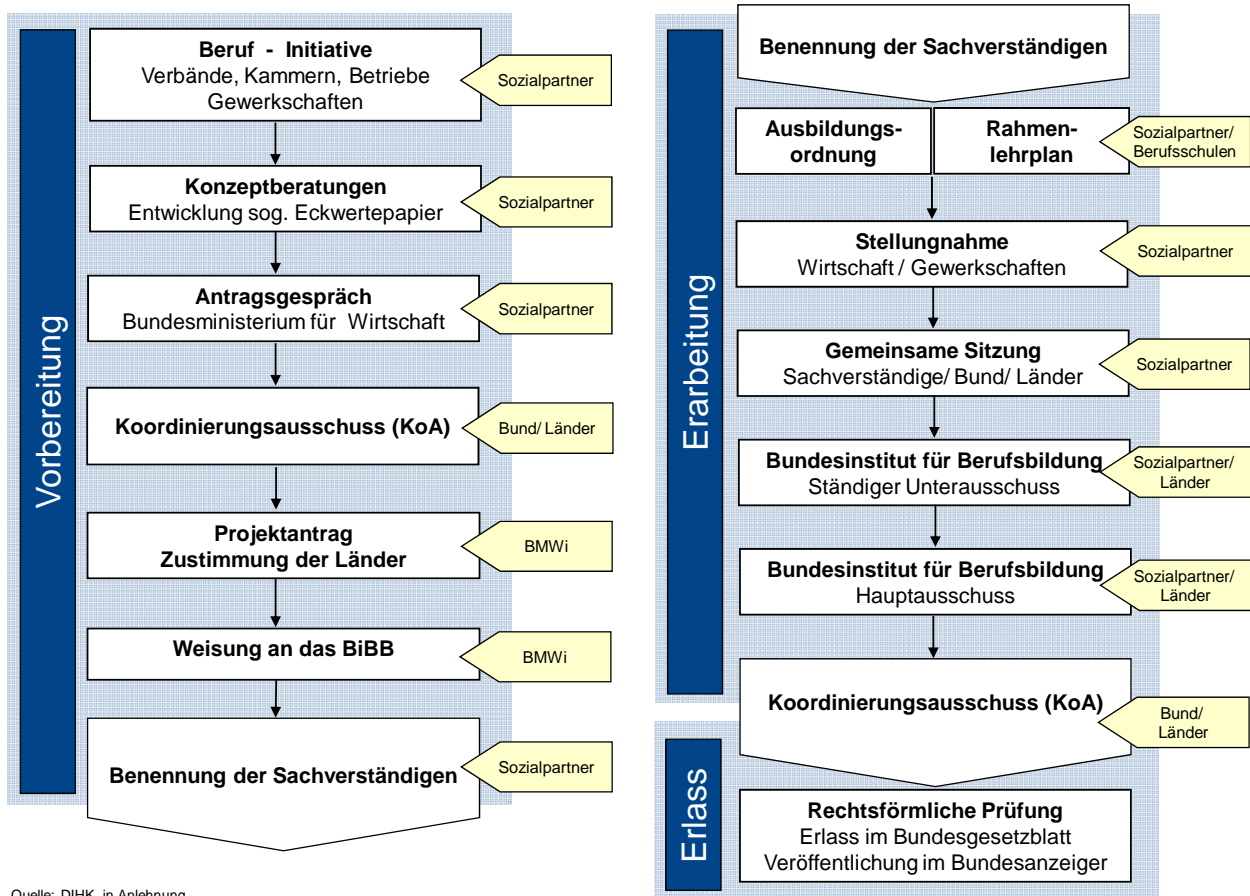 Vorbereitung
Beruf - Initiative
Verbände, Kammern, Betriebe
Gewerkschaften
Sozialpartner
Konzeptberatungen
Entwicklung sog. Eckwertepapier
Sozialpartner
Antragsgespräch
Bundesministerium für Wirtschaft
Sozialpartner
Koordinierungsausschuss (KoA)
Bund/ Länder
Projektantrag
Zustimmung der Länder
BMWi
Weisung an das BiBB
BMWi
Benennung der Sachverständigen
Sozialpartner
Quelle: DIHK, in Anlehnung
Erarbeitung
Benennung der Sachverständigen
Ausbildungs-
ordnung
Rahmen-
lehrplan
Sozialpartner/
Berufsschulen
Stellungnahme
Wirtschaft / Gewerkschaften
Sozialpartner
Gemeinsame Sitzung
Sachverständige/ Bund/ Länder
Sozialpartner
Bundesinstitut für Berufsbildung
Ständiger Unterausschuss
Sozialpartner/
Länder
Bundesinstitut für Berufsbildung
Hauptausschuss
Sozialpartner/
Länder
Koordinierungsausschuss (KoA)
Bund/
Länder
Erlass
Rechtsförmliche Prüfung
Erlass im Bundesgesetzblatt
Veröffentlichung im Bundesanzeiger